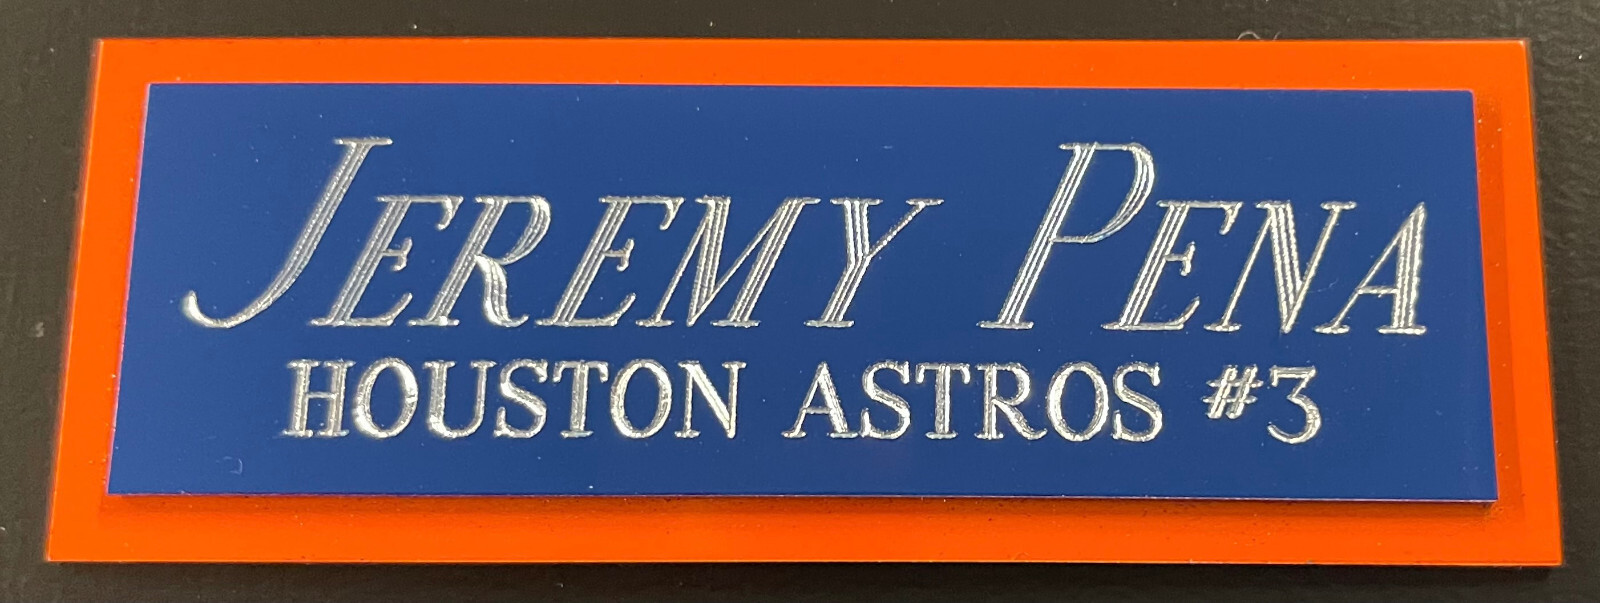 JEREMY PENA
HOUSTON ASTROS #3